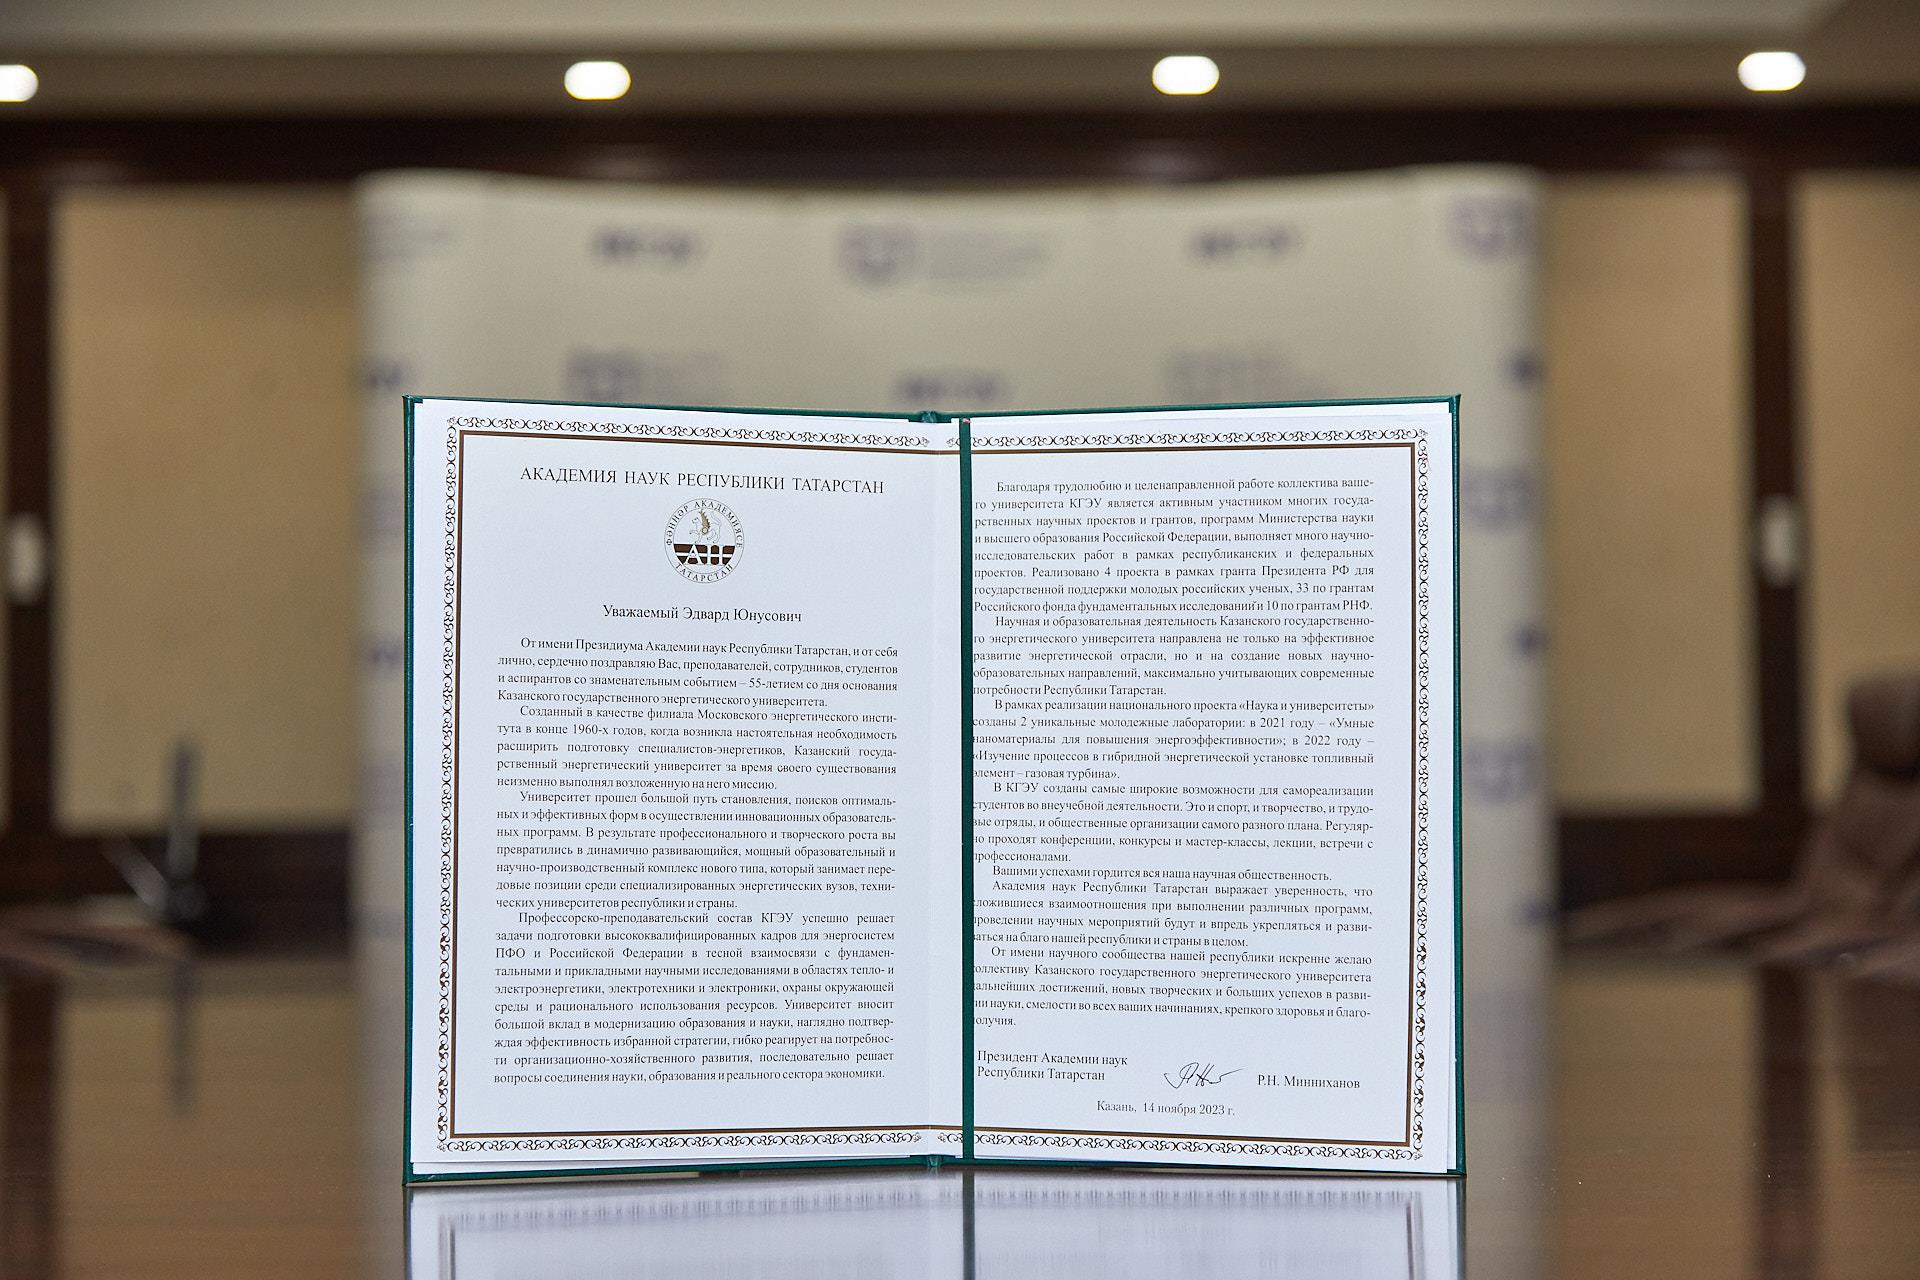 АКАДЕМИЯ НАУК РЕСПУБЛИКИ ТАТАРСТАН
ФӘННӘР АКАДЕМИЯСЕ
АН
ТАТАРСТАН
Уважаемый Эдвард Юнусович
От имени Президиума Академии наук Республики Татарстан, и от себя
лично, сердечно поздравляю Вас, преподавателей, сотрудников, студентов
и аспирантов со знаменательным событием – 55-летием со дня основания
Казанского государственного энергетического университета.
Созданный в качестве филиала Московского энергетического инсти-
тута в конце 1960-х годов, когда возникла настоятельная необходимость
расширить подготовку специалистов-энергетиков, Казанский госуда-
рственный энергетический университет за время своего существования
неизменно выполнял возложенную на него миссию.
Университет прошел большой путь становления, поисков оптималь-
ных и эффективных форм в осуществлении инновационных образователь-
ных программ. В результате профессионального и творческого роста вы
превратились в динамично развивающийся, мощный образовательный и
научно-производственный комплекс нового типа, который занимает пере-
довые позиции среди специализированных энергетических вузов, техни-
ческих университетов республики и страны.
Профессорско-преподавательский состав КГЭУ успешно решает
задачи подготовки высококвалифицированных кадров для энергосистем
ПФО и Российской Федерации в тесной взаимосвязи с фундамен-
тальными и прикладными научными исследованиями в областях тепло- и
электроэнергетики, электротехники и электроники, охраны окружающей
среды и рационального использования ресурсов. Университет вносит
большой вклад в модернизацию образования и науки, наглядно подтвер-
ждая эффективность избранной стратегии, гибко реагирует на потребнос-
ти организационно-хозяйственного развития, последовательно решает
вопросы соединения науки, образования и реального сектора экономики.
Благодаря трудолюбию и целенаправленной работе коллектива ваше-
го университета КГЭУ является активным участником многих госуда-
рственных научных проектов и грантов, программ Министерства науки
и высшего образования Российской Федерации, выполняет много научно-
исследовательских работ в рамках республиканских и федеральных
проектов. Реализовано 4 проекта в рамках гранта Президента РФ для
государственной поддержки молодых российских ученых, 33 по грантам
Российского фонда фундаментальных исследований и 10 по грантам РНФ.
Научная и образовательная деятельность Казанского государственно-
го энергетического университета направлена не только на эффективное
развитие энергетической отрасли, но и на создание новых научно-
образовательных направлений, максимально учитывающих современные
потребности Республики Татарстан.
В рамках реализации национального проекта «Наука и университеты»
созданы 2 уникальные молодежные лаборатории: в 2021 году – «Умные
наноматериалы для повышения энергоэффективности»; в 2022 году –
«Изучение процессов в гибридной энергетической установке топливный
элемент – газовая турбина».
В КГЭУ созданы самые широкие возможности для самореализации
студентов во внеучебной деятельности. Это и спорт, и творчество, и трудо-
вые отряды, и общественные организации самого разного плана. Регуляр-
но проходят конференции, конкурсы и мастер-классы, лекции, встречи с
профессионалами.
Вашими успехами гордится вся наша научная общественность.
Академия наук Республики Татарстан выражает уверенность, что
сложившиеся взаимоотношения при выполнении различных программ,
проведении научных мероприятий будут и впредь укрепляться и разви-
ваться на благо нашей республики и страны в целом.
От имени научного сообщества нашей республики искренне желаю
коллективу Казанского государственного энергетического университета
дальнейших достижений, новых творческих и больших успехов в разви-
тии науки, смелости во всех ваших начинаниях, крепкого здоровья и благо-
получия.
Президент Академии наук
Республики Татарстан
Р.Н. Минниханов
Казань, 14 ноября 2023 г.